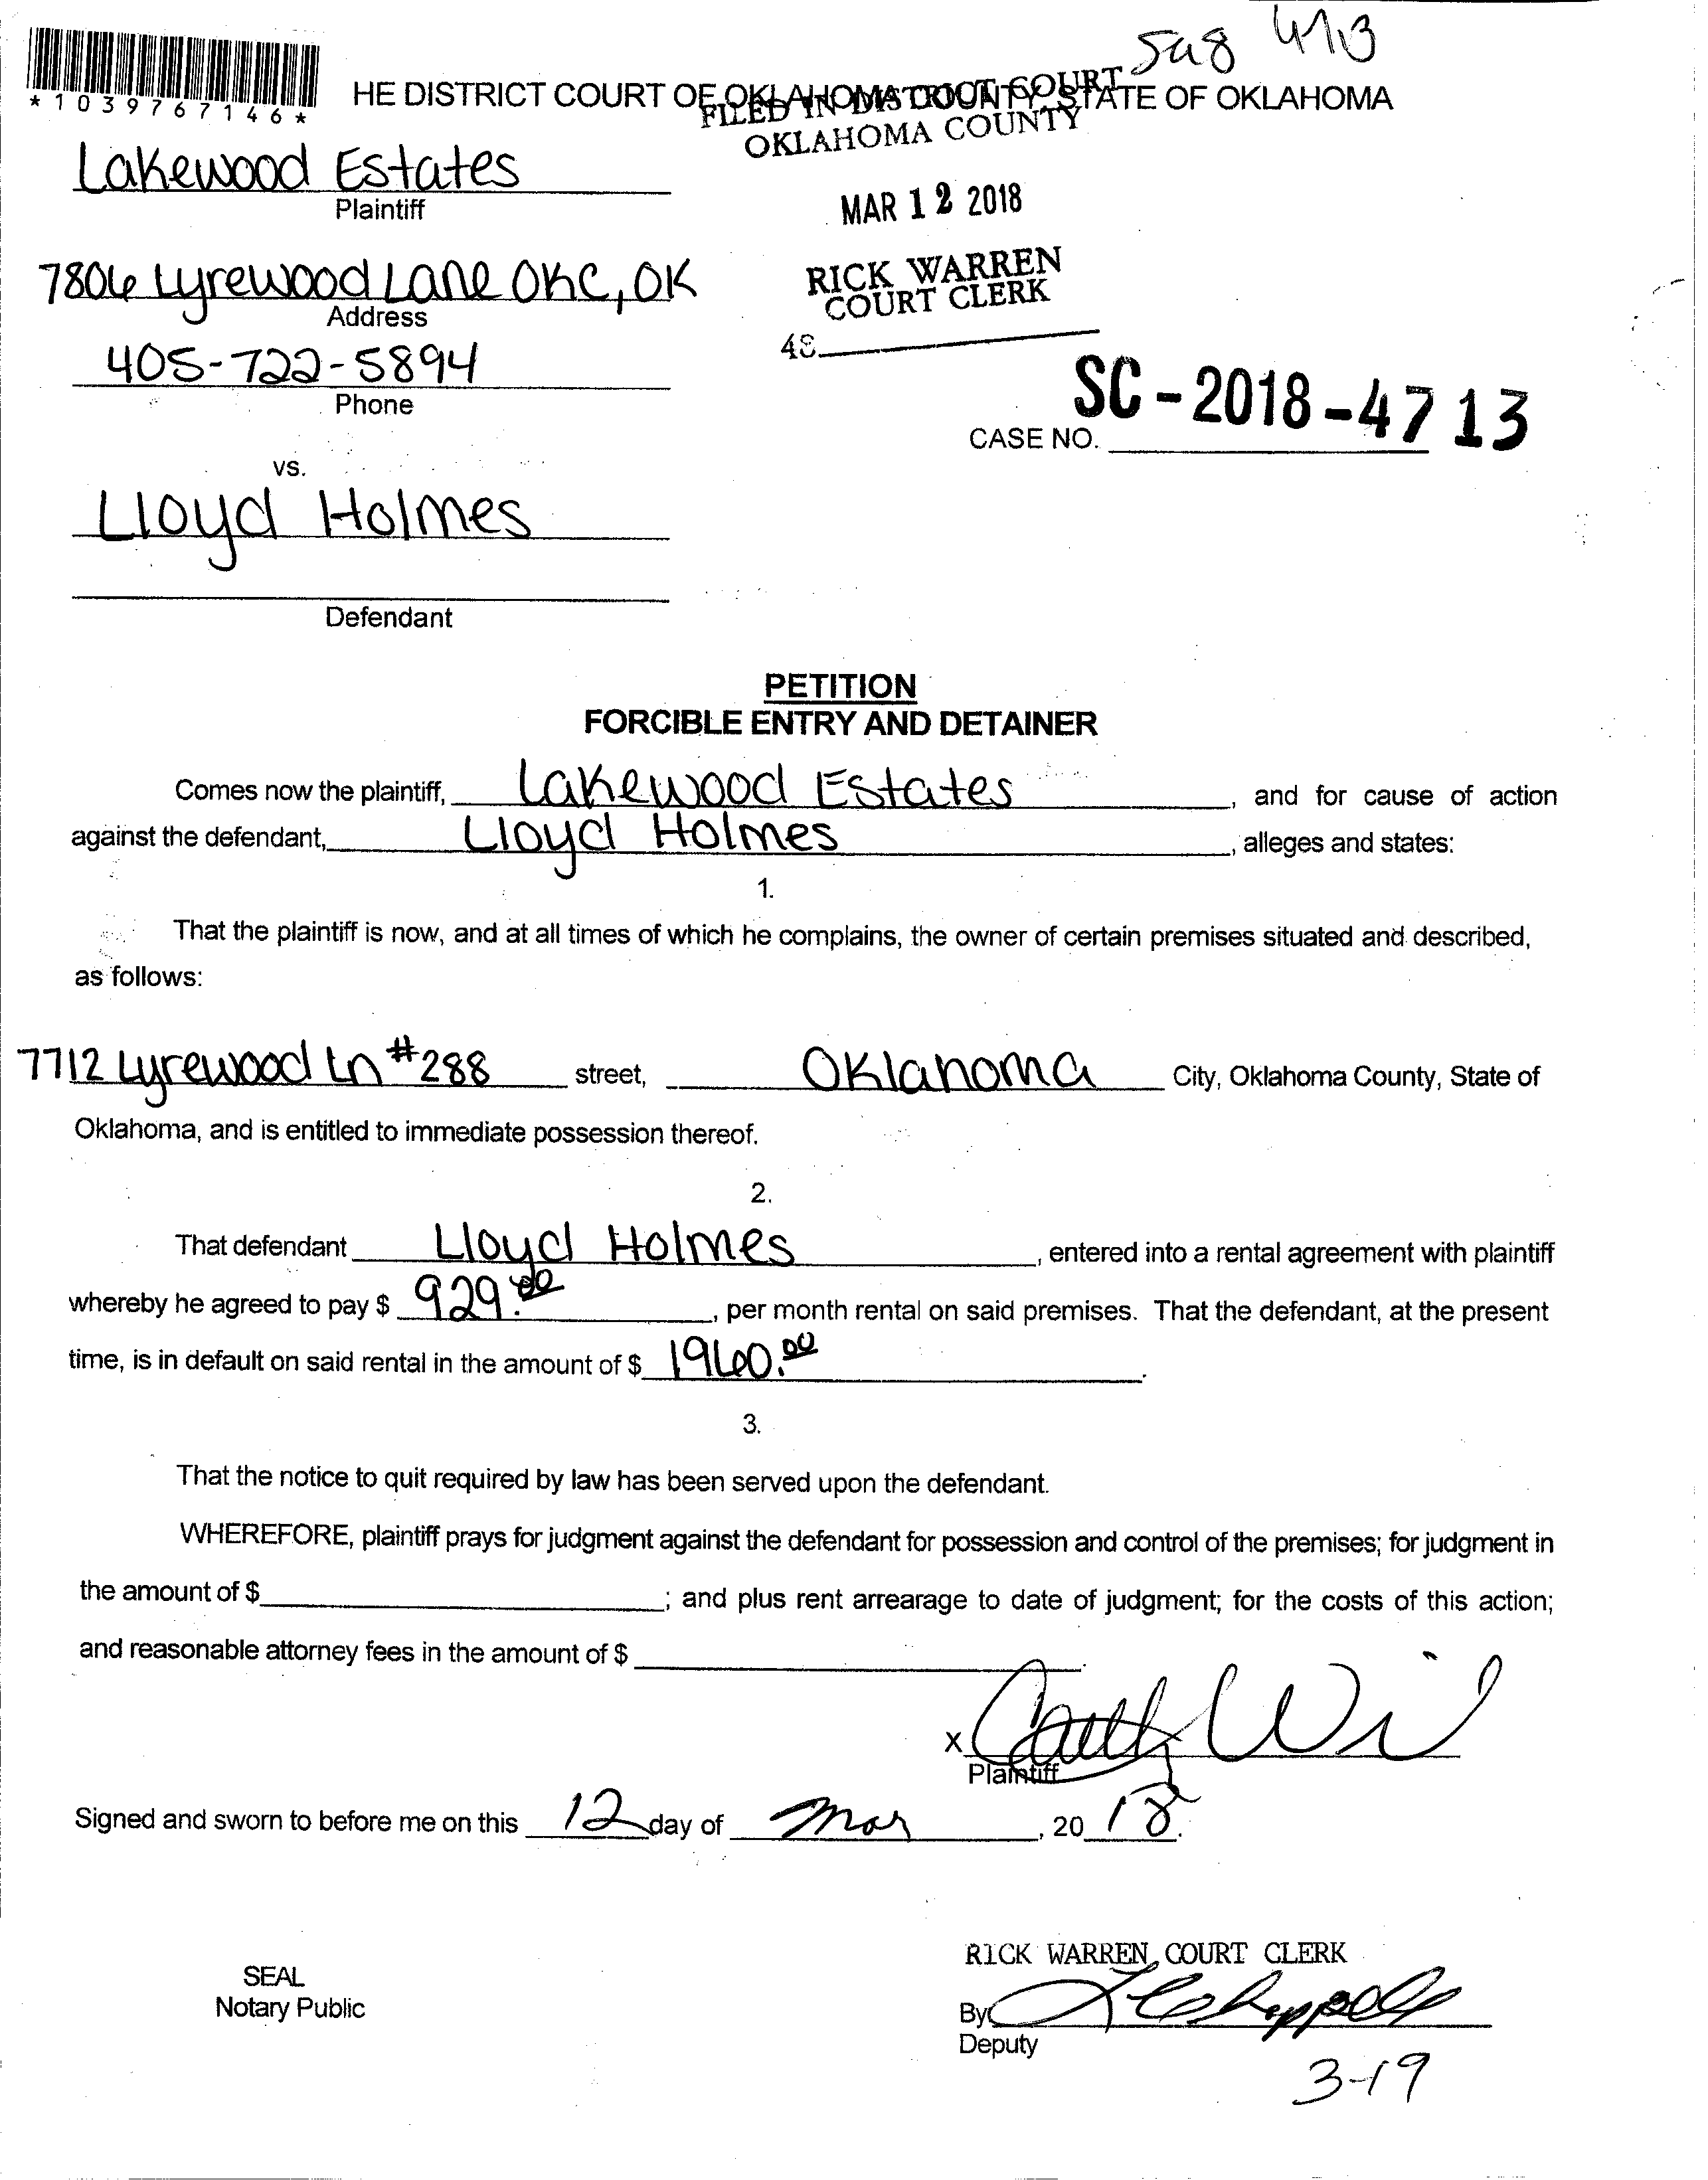 5a8 4713
*1039767146*
HE DISTRICT COURT OF OKLAHOMA COUNTY, STATE OF OKLAHOMA
FILED IN DISTRICT COURT
OKLAHOMA COUNTY
Lakewood Estates
Plaintiff
MAR 12 2018
7806 Lyrewood Lane OKC, OK
Address
RICK WARREN
COURT CLERK
405-722-5894
Phone
48
SC-2018-4713
CASE NO.
vs.
Lloyd Holmes
Defendant
PETITION
FORCIBLE ENTRY AND DETAINER
Comes now the plaintiff, Lakewood Estates, and for cause of action
against the defendant, Lloyd Holmes, alleges and states:
1.
That the plaintiff is now, and at all times of which he complains, the owner of certain premises situated and described,
as follows:
7712 Lyrewood Ln #288 street, Oklahoma City, Oklahoma County, State of
Oklahoma, and is entitled to immediate possession thereof.
2.
That defendant Lloyd Holmes, entered into a rental agreement with plaintiff
whereby he agreed to pay $ 929.00, per month rental on said premises. That the defendant, at the present
time, is in default on said rental in the amount of $ 1960.00.
3.
That the notice to quit required by law has been served upon the defendant.
WHEREFORE, plaintiff prays for judgment against the defendant for possession and control of the premises; for judgment in
the amount of $ ; and plus rent arrearage to date of judgment; for the costs of this action;
and reasonable attorney fees in the amount of $ .
X
Plaintiff
Signed and sworn to before me on this 12 day of Mar, 20 18.
RICK WARREN, COURT CLERK
SEAL
Notary Public
By
Deputy
3-19